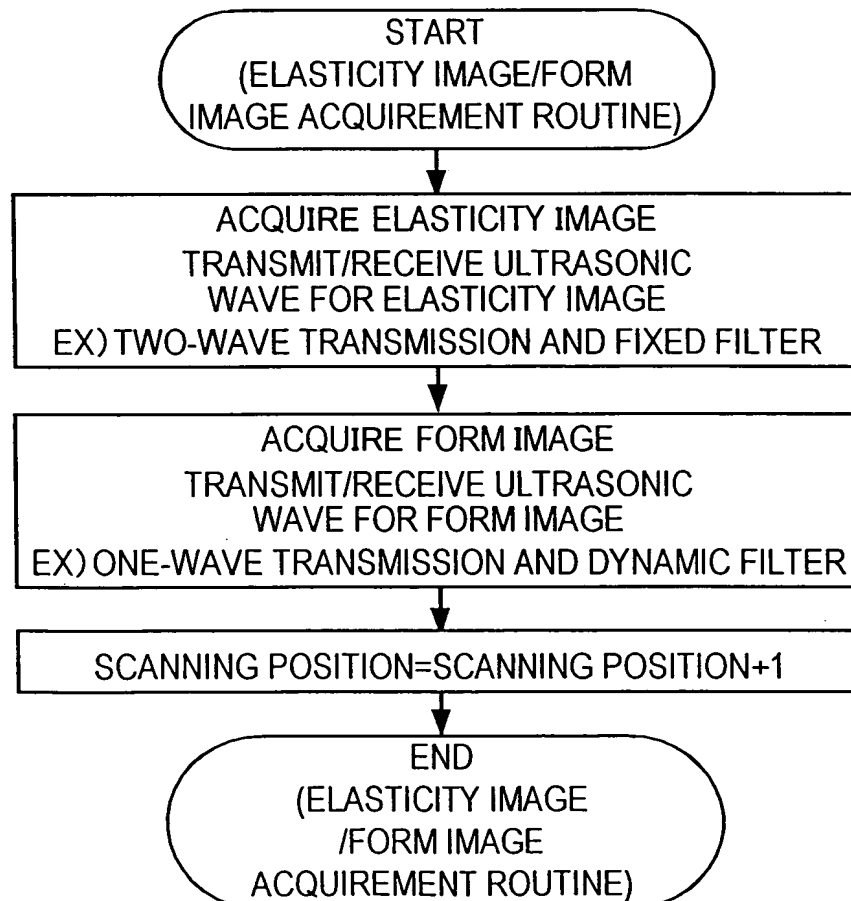 START
(ELASTICITY IMAGE/FORM
IMAGE ACQUIREMENT ROUTINE)
ACQUIRE ELASTICITY IMAGE
TRANSMIT/RECEIVE ULTRASONIC
WAVE FOR ELASTICITY IMAGE
EX) TWO-WAVE TRANSMISSION AND FIXED FILTER
ACQUIRE FORM IMAGE
TRANSMIT/RECEIVE ULTRASONIC
WAVE FOR FORM IMAGE
EX) ONE-WAVE TRANSMISSION AND DYNAMIC FILTER
SCANNING POSITION=SCANNING POSITION+1
END
(ELASTICITY IMAGE
/FORM IMAGE
ACQUIREMENT ROUTINE)